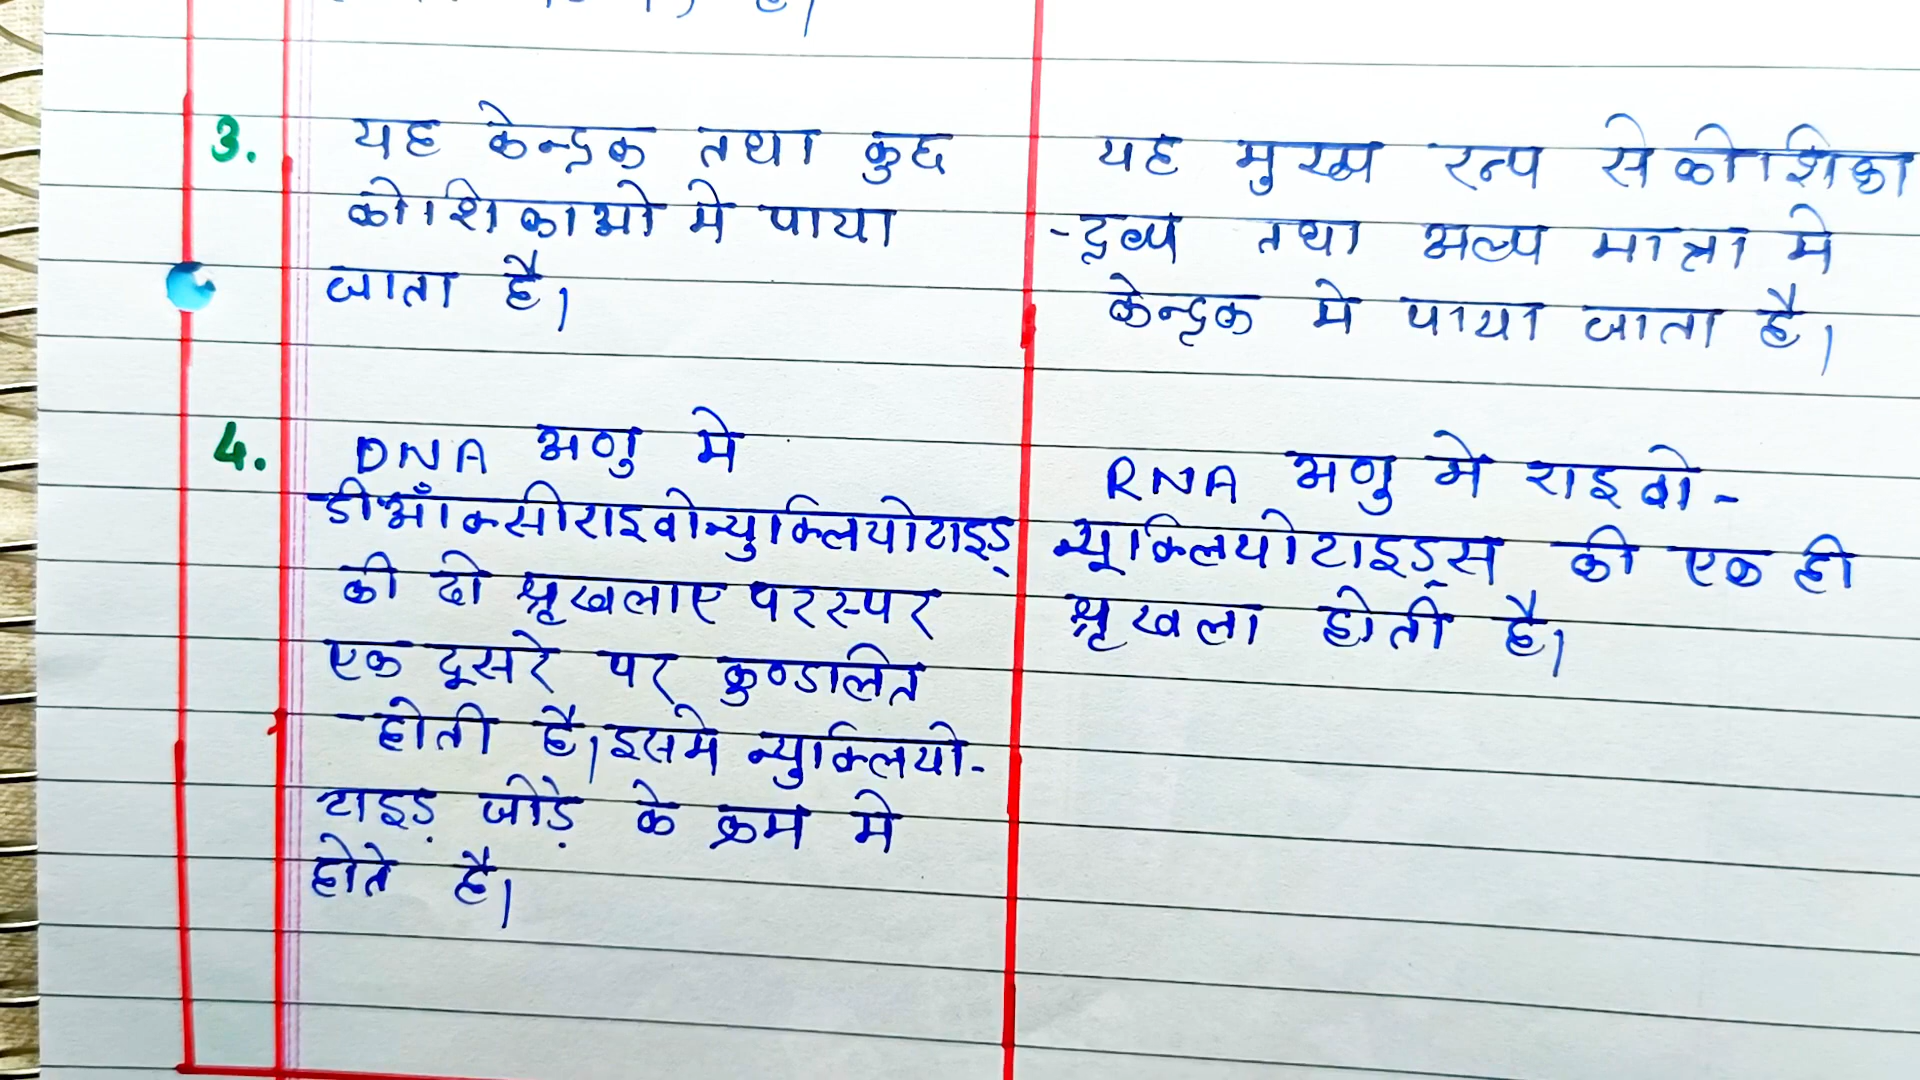 3.
यह केन्द्रक तथा कुछ
कोशिकाओ मे पाया
जाता है।
यह मुख्य रूप से कोशिका
-द्रव्य तथा अल्प मात्रा मे
केन्द्रक मे पाया जाता है।
4.
DNA अणु मे
डीऑंक्सीराइबोन्युक्लियोटाइड्
की दो श्रृखलाए परस्पर
एक दूसरे पर कुण्डलित
होती है। इसमे न्युक्लियो-
टाइड़ जोड़े के क्रम मे
होते है।
RNA अणु मे राइबो-
न्यूक्लियोटाइड्स की एक ही
श्रृखला होती है।